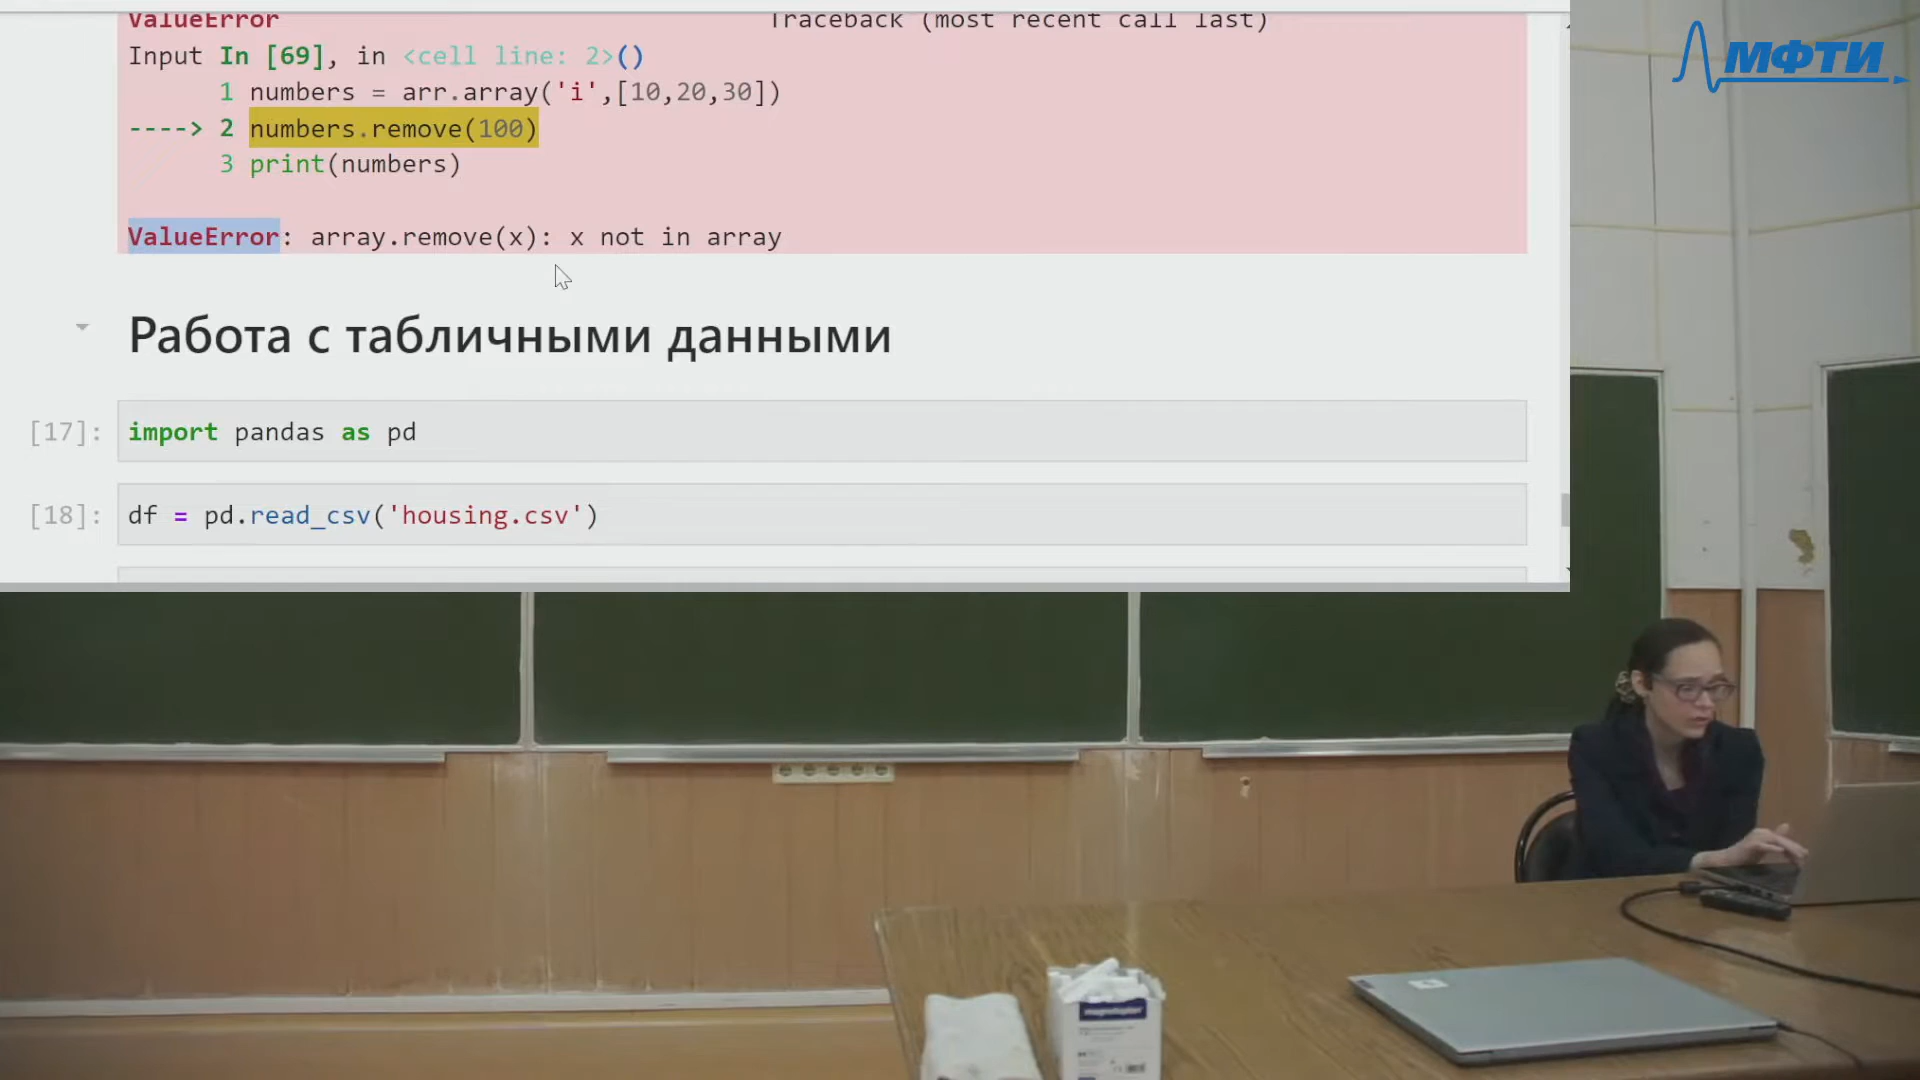 ValueError Traceback (most recent call last)
Input In [69], in <cell line: 2>()
1 numbers = arr.array('i',[10,20,30])
----> 2 numbers.remove(100)
3 print(numbers)
ValueError: array.remove(x): x not in array
Работа с табличными данными
[17]: import pandas as pd
[18]: df = pd.read_csv('housing.csv')
МФТИ